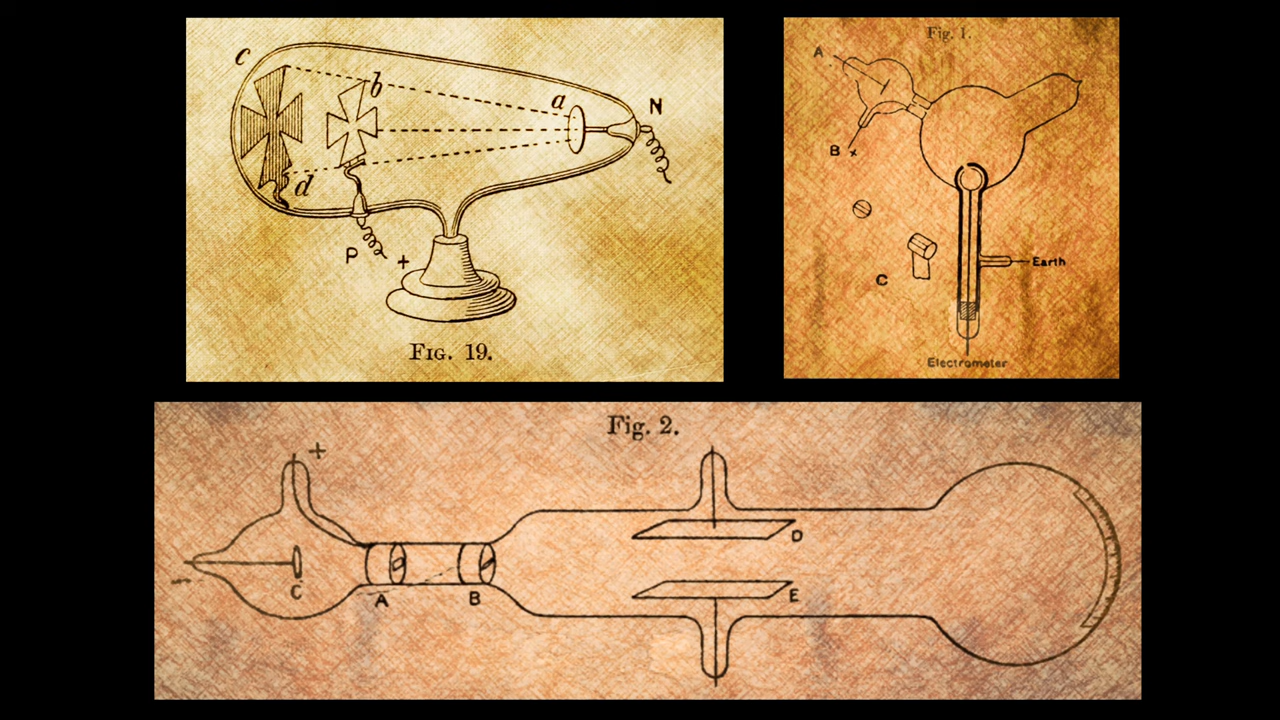 c
b
a
N
d
P
+
FIG. 19.
Fig. 1.
A
B
C
Earth
Electrometer
Fig. 2.
+
-
C
A
B
D
E